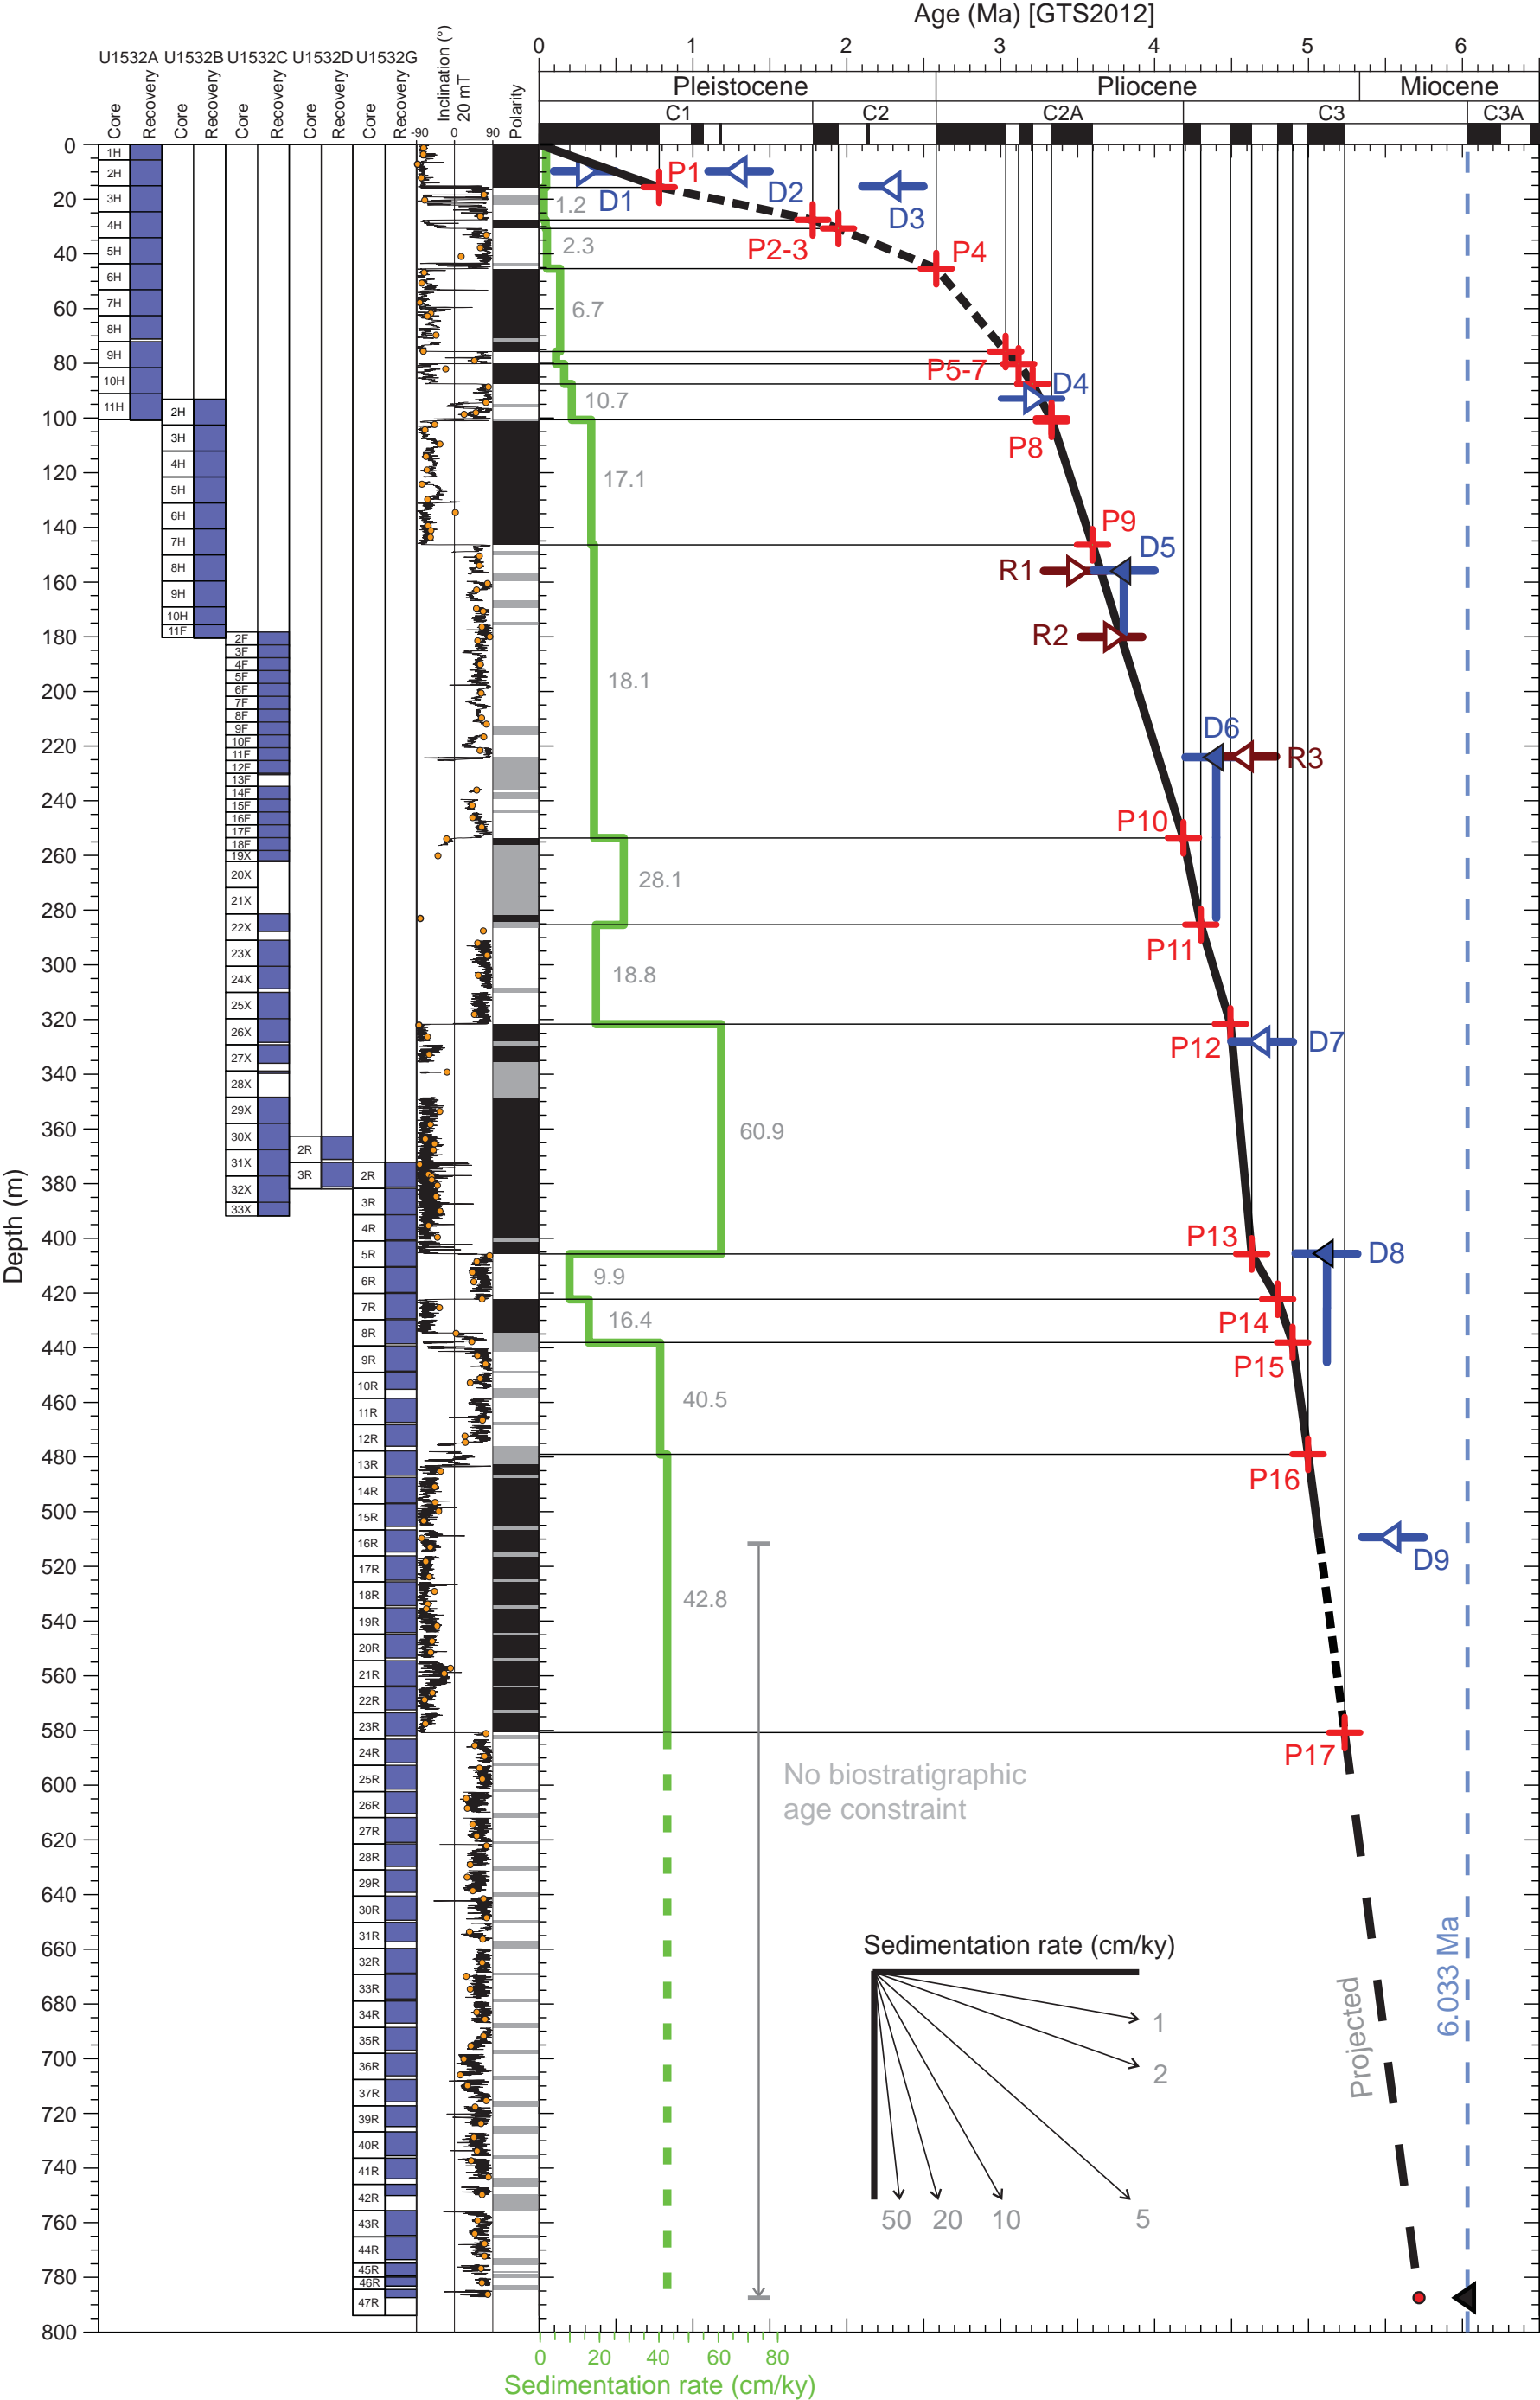 Age (Ma) [GTS2012]
0 1 2 3 4 5 6
U1532A U1532B U1532C U1532D U1532G
Core Recovery Core Recovery Core Recovery Core Recovery Core Recovery
Inclination (°)
20 mT
-90 0 90
Polarity
Pleistocene Pliocene Miocene
C1 C2 C2A C3 C3A
Depth (m)
0
20
40
60
80
100
120
140
160
180
200
220
240
260
280
300
320
340
360
380
400
420
440
460
480
500
520
540
560
580
600
620
640
660
680
700
720
740
760
780
800
1H
2H
3H
4H
5H
6H
7H
8H
9H
10H
11H
2H
3H
4H
5H
6H
7H
8H
9H
10H
11F
2F
3F
4F
5F
6F
7F
8F
9F
10F
11F
12F
13F
14F
15F
16F
17F
18F
19X
20X
21X
22X
23X
24X
25X
26X
27X
28X
29X
30X
31X
32X
33X
2R
3R
2R
3R
4R
5R
6R
7R
8R
9R
10R
11R
12R
13R
14R
15R
16R
17R
18R
19R
20R
21R
22R
23R
24R
25R
26R
27R
28R
29R
30R
31R
32R
33R
34R
35R
36R
37R
39R
40R
41R
42R
43R
44R
45R
46R
47R
P1
D1
D2
D3
P2-3
P4
P5-7
D4
P8
P9
D5
R1
R2
D6
R3
P10
P11
P12
D7
P13
D8
P14
P15
P16
D9
P17
1.2
2.3
6.7
10.7
17.1
18.1
28.1
18.8
60.9
9.9
16.4
40.5
42.8
No biostratigraphic
age constraint
Sedimentation rate (cm/ky)
1
2
5
10
20
50
Projected
6.033 Ma
0 20 40 60 80
Sedimentation rate (cm/ky)